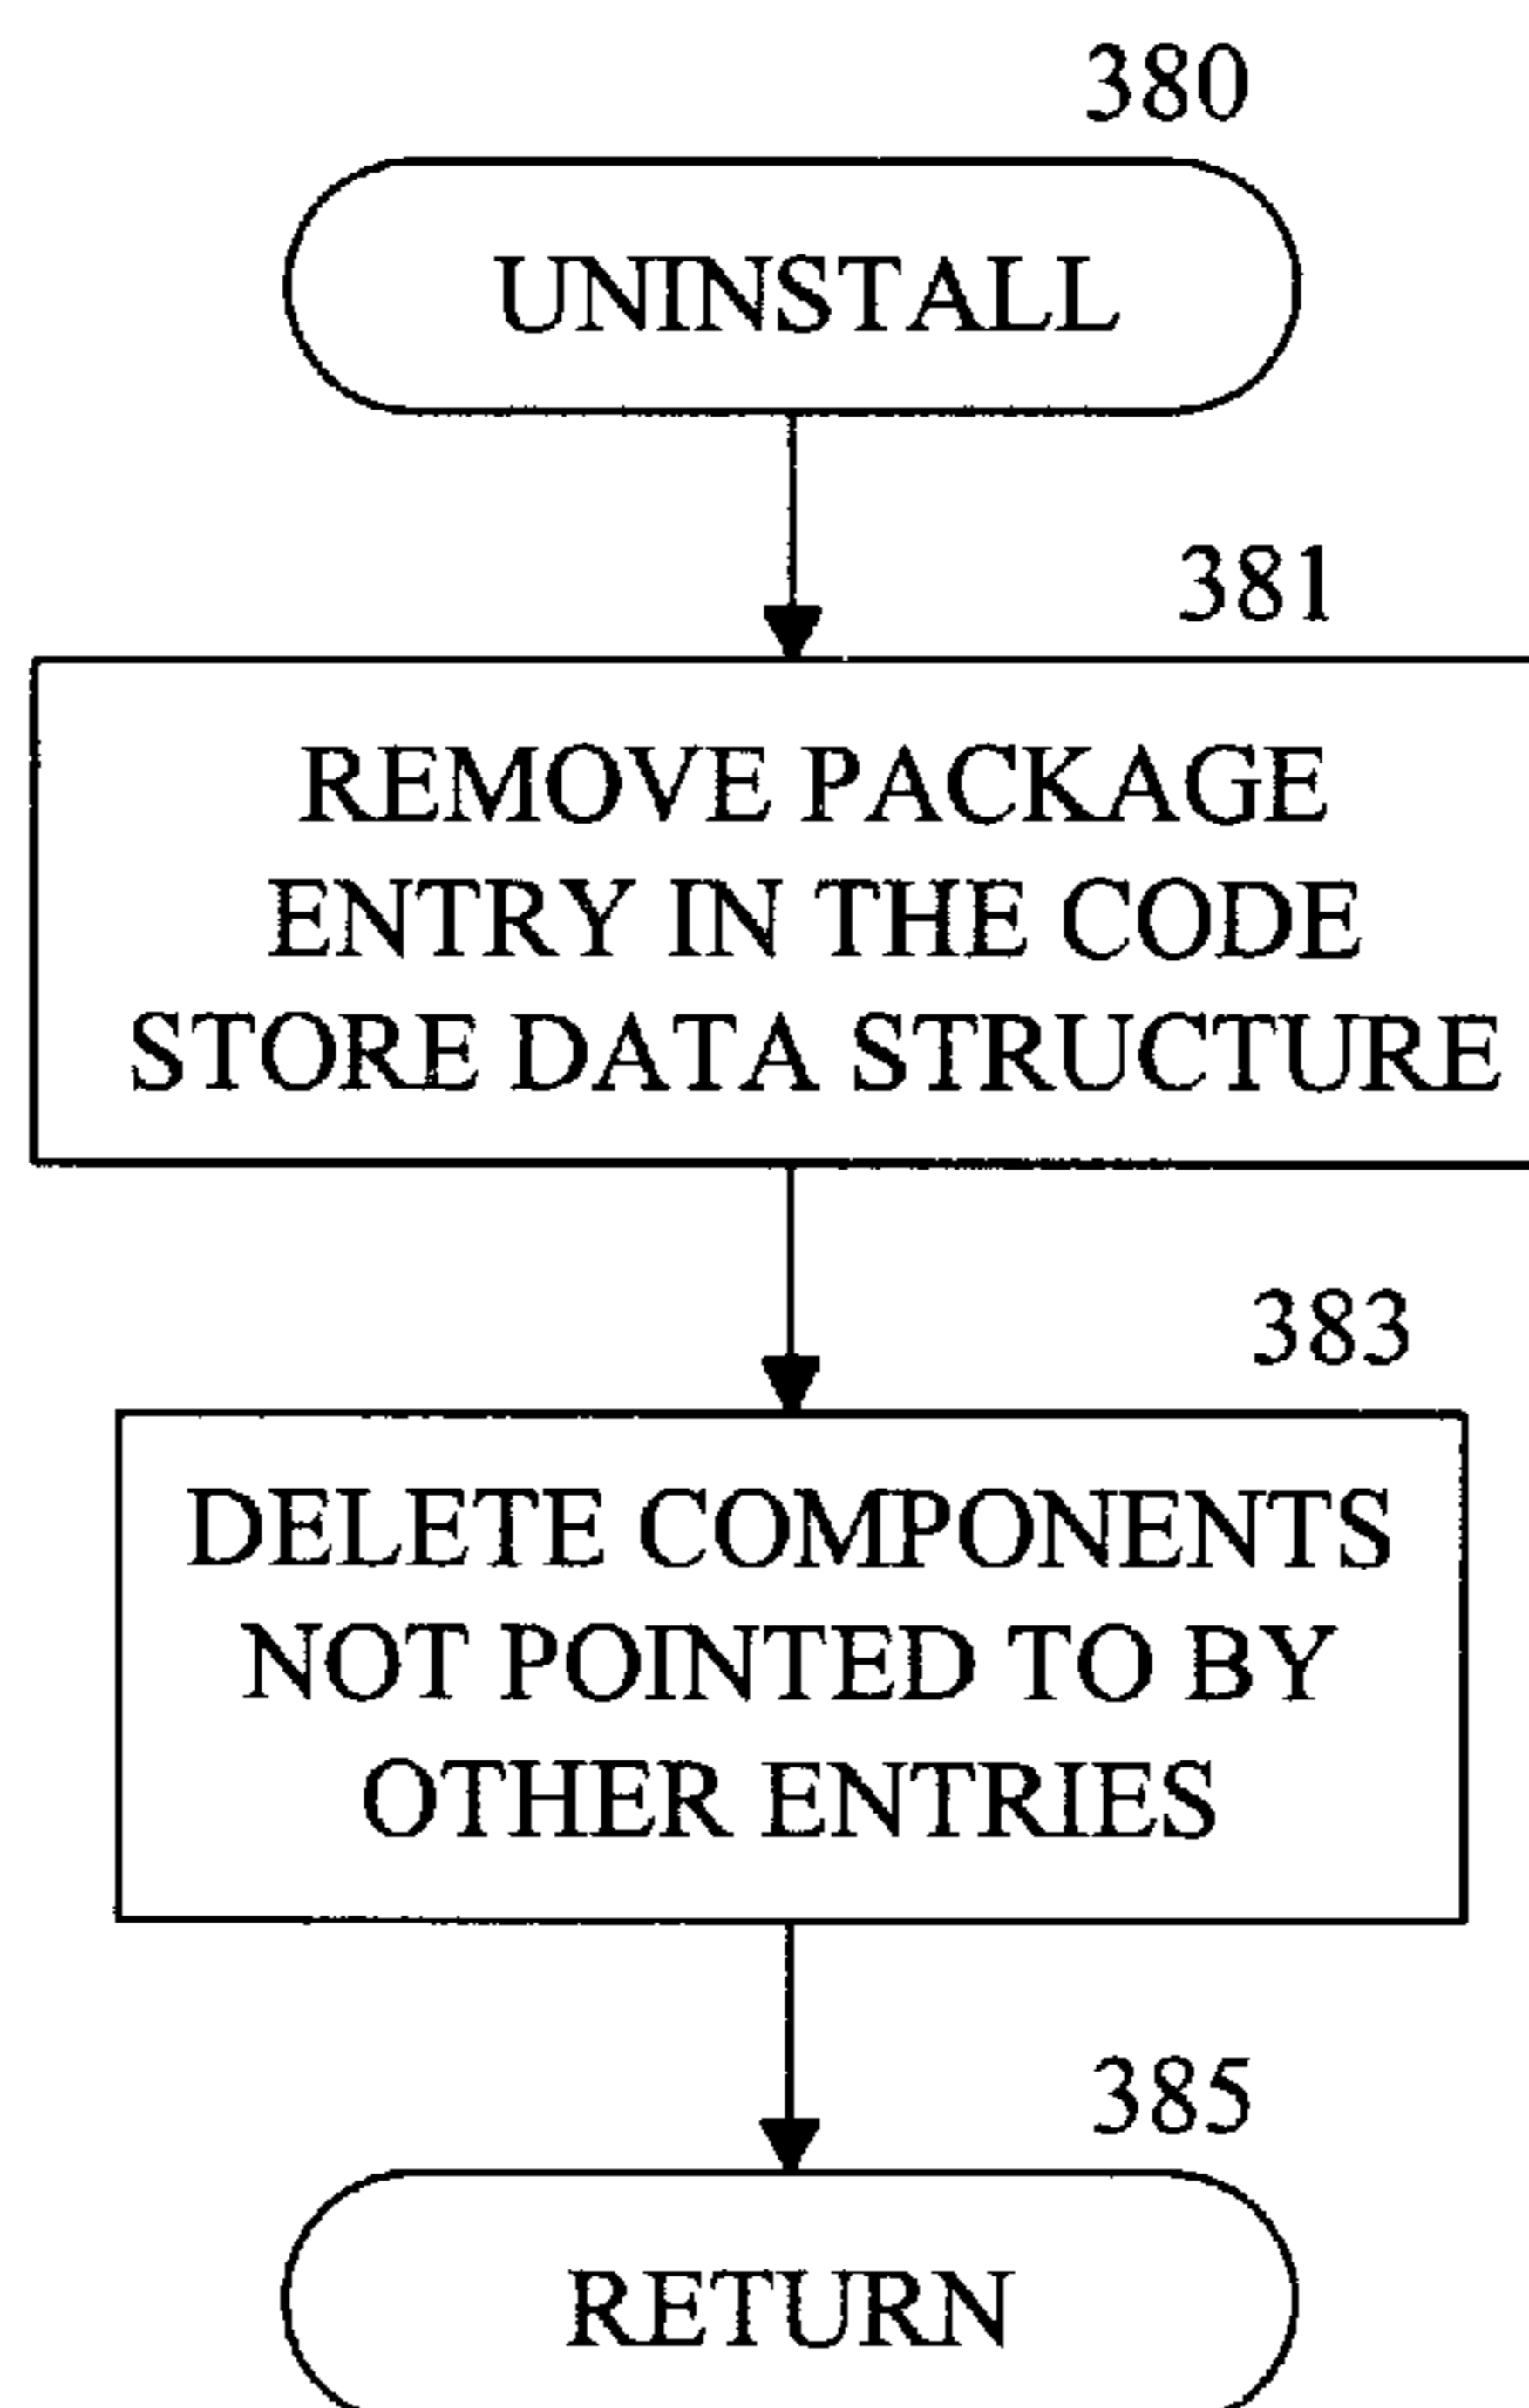 380
UNINSTALL
381
REMOVE PACKAGE
ENTRY IN THE CODE
STORE DATA STRUCTURE
383
DELETE COMPONENTS
NOT POINTED TO BY
OTHER ENTRIES
385
RETURN